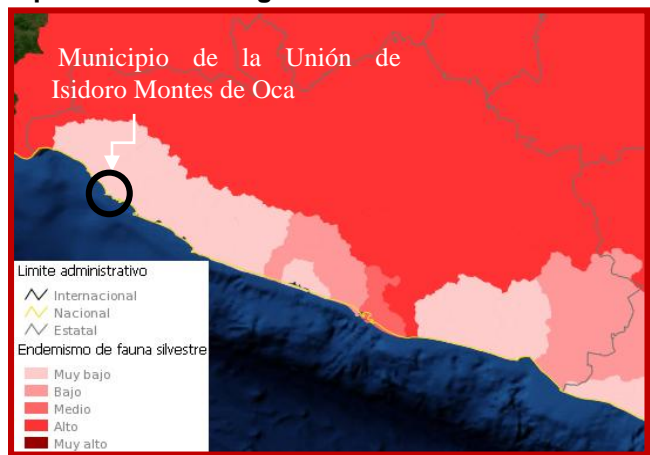 Municipio de la Unión de
Isidoro Montes de Oca
Limite administrativo
Internacional
Nacional
Estatal
Endemismo de fauna silvestre
Muy bajo
Bajo
Medio
Alto
Muy alto